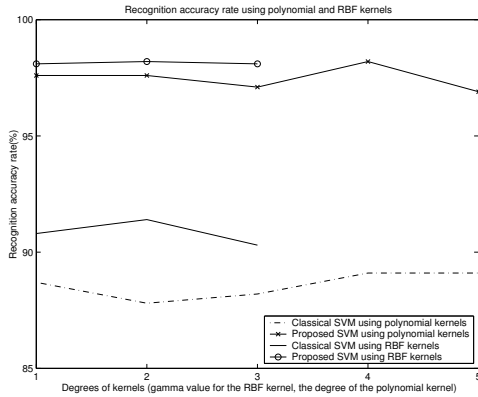 Recognition accuracy rate using polynomial and RBF kernels
100
95
90
85
Recognition accuracy rate(%)
1
2
3
4
5
Degrees of kernels (gamma value for the RBF kernel, the degree of the polynomial kernel)
Classical SVM using polynomial kernels
Proposed SVM using polynomial kernels
Classical SVM using RBF kernels
Proposed SVM using RBF kernels